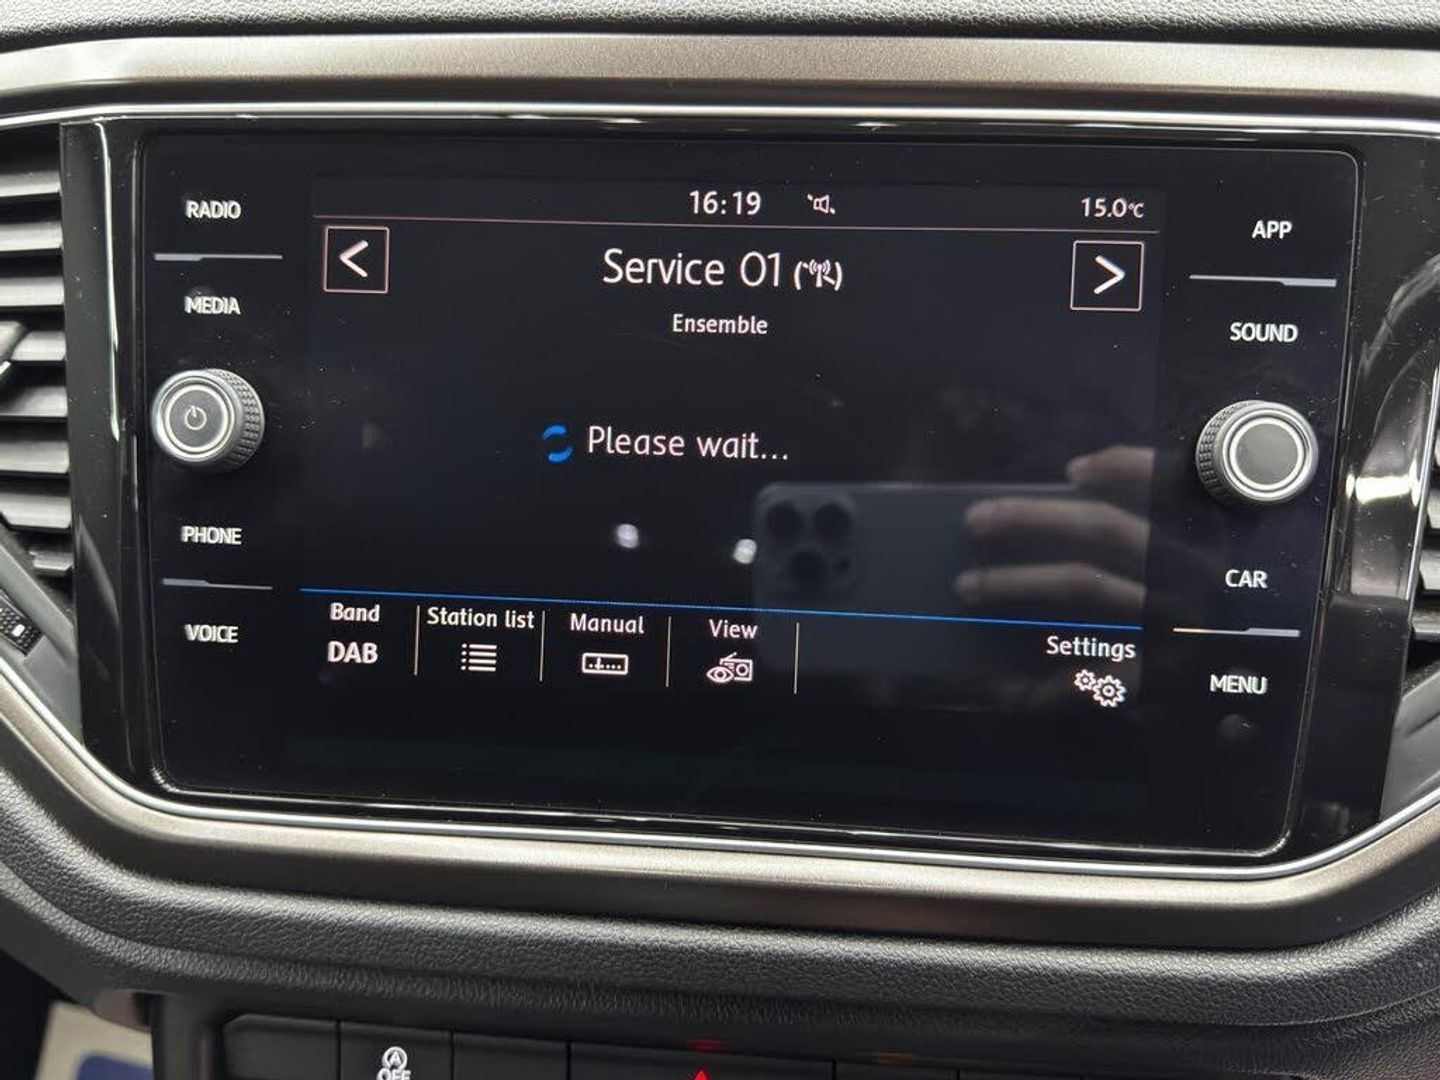 16:19
15.0°C
RADIO
MEDIA
PHONE
VOICE
Service 01
Ensemble
Please wait...
Band
DAB
Station list
Manual
View
Settings
APP
SOUND
CAR
MENU
A
OFF